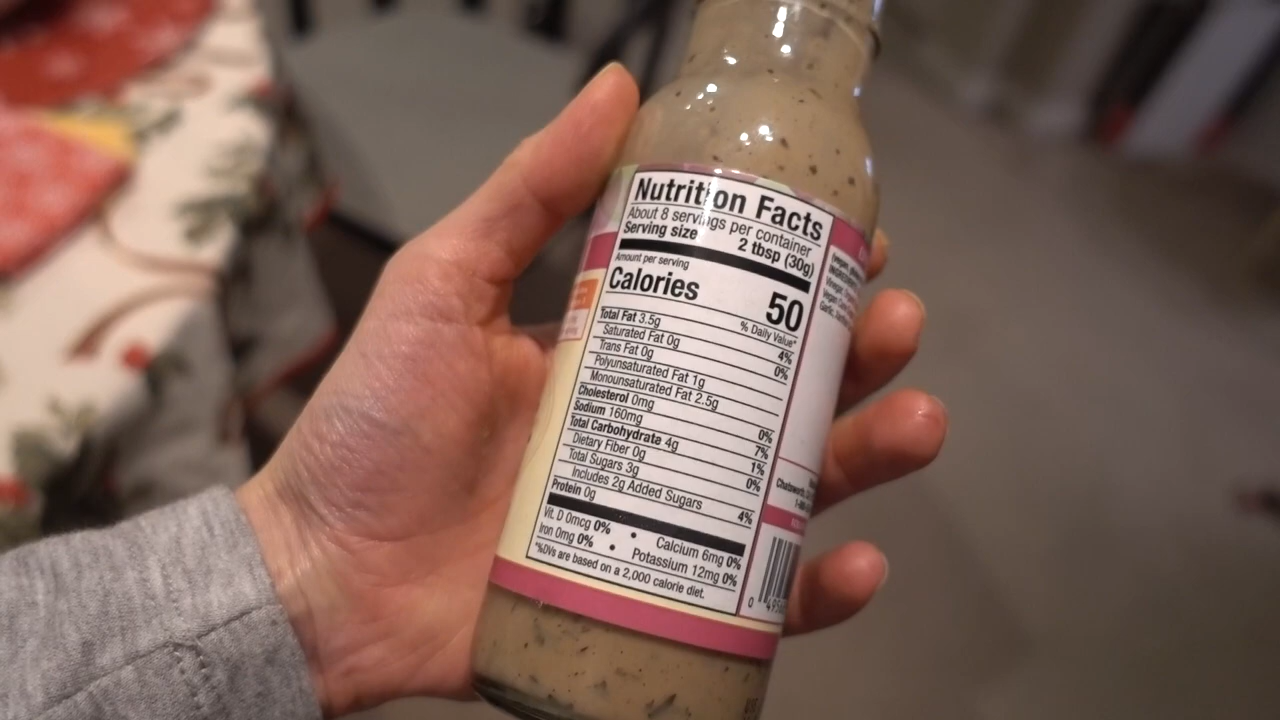 Nutrition Facts
About 8 servings per container
Serving size 2 tbsp (30g)
Amount per serving
Calories 50
% Daily Value*
Total Fat 3.5g 4%
Saturated Fat 0g 0%
Trans Fat 0g
Polyunsaturated Fat 1g
Monounsaturated Fat 2.5g
Cholesterol 0mg 0%
Sodium 160mg 7%
Total Carbohydrate 4g 1%
Dietary Fiber 0g 0%
Total Sugars 3g
Includes 2g Added Sugars 4%
Protein 0g
Vit. D 0mcg 0% • Calcium 6mg 0%
Iron 0mg 0% • Potassium 12mg 0%
*%DVs are based on a 2,000 calorie diet.
Chatsworth,
0